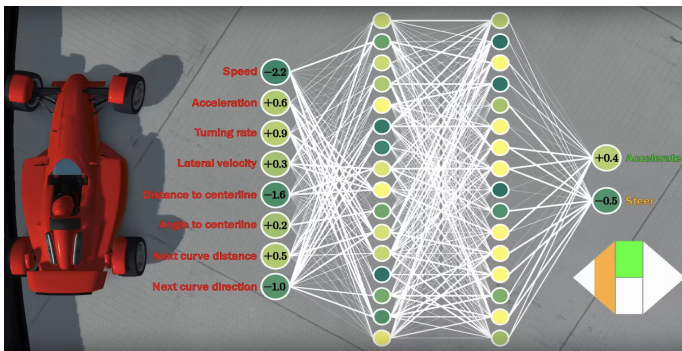 Speed −2.2
Acceleration +0.6
Turning rate +0.9
Lateral velocity +0.3
Distance to centerline −1.6
Angle to centerline +0.2
Next curve distance +0.5
Next curve direction −1.0
+0.4 Accelerate
−0.5 Steer